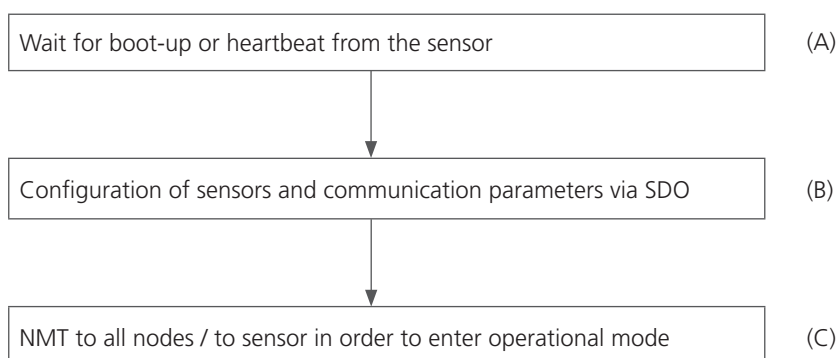 Wait for boot-up or heartbeat from the sensor (A)
Configuration of sensors and communication parameters via SDO (B)
NMT to all nodes / to sensor in order to enter operational mode (C)